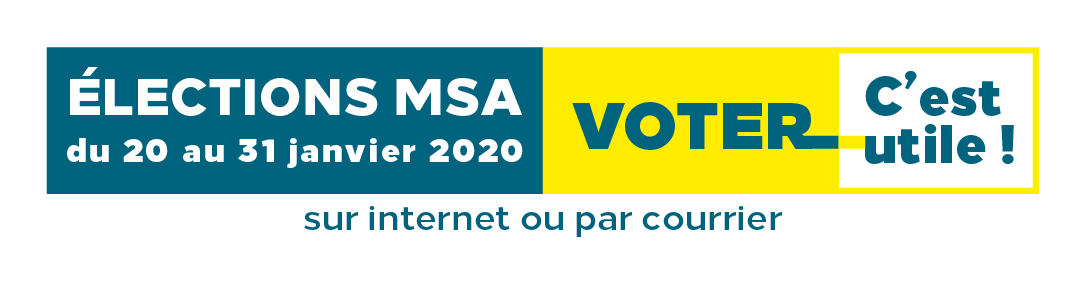 ÉLECTIONS MSA
du 20 au 31 janvier 2020
VOTER
C'est
utile !
sur internet ou par courrier